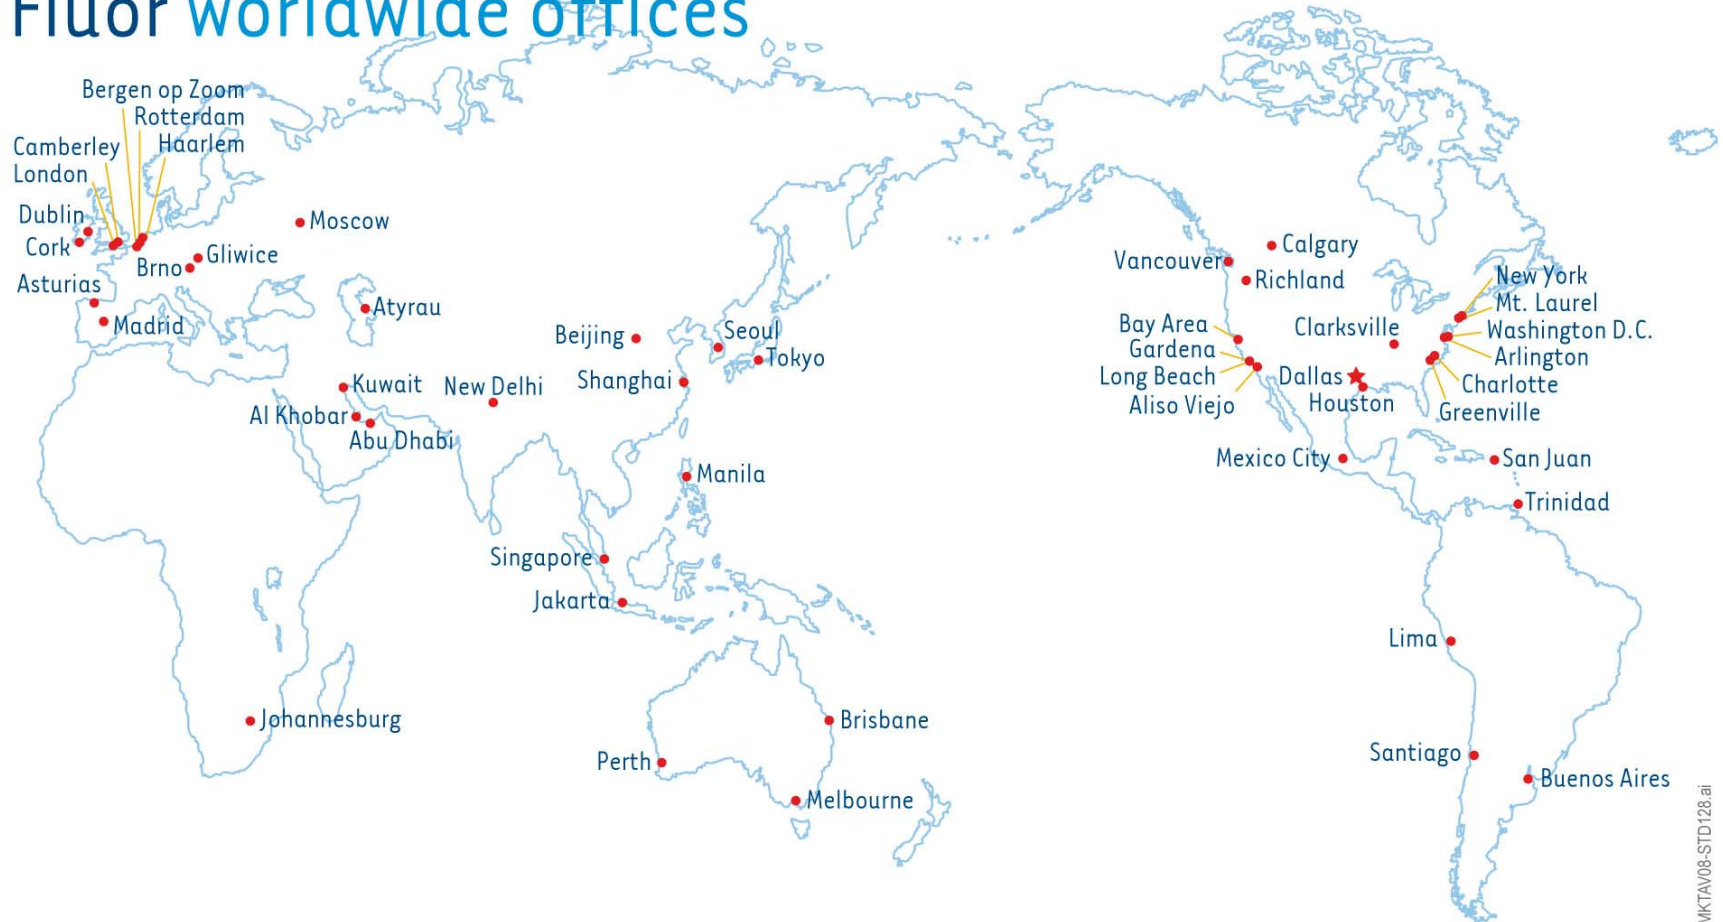 Fluor worldwide offices
Bergen op Zoom
Rotterdam
Haarlem
Camberley
London
Dublin
Cork
Moscow
Gliwice
Brno
Asturias
Madrid
Atyrau
Kuwait
Al Khobar
Abu Dhabi
New Delhi
Beijing
Seoul
Tokyo
Shanghai
Manila
Singapore
Jakarta
Johannesburg
Brisbane
Perth
Melbourne
Calgary
Vancouver
Richland
Bay Area
Gardena
Long Beach
Aliso Viejo
Clarksville
Dallas
Houston
New York
Mt. Laurel
Washington D.C.
Arlington
Charlotte
Greenville
Mexico City
San Juan
Trinidad
Lima
Santiago
Buenos Aires
MKTAV08-STD128.ai